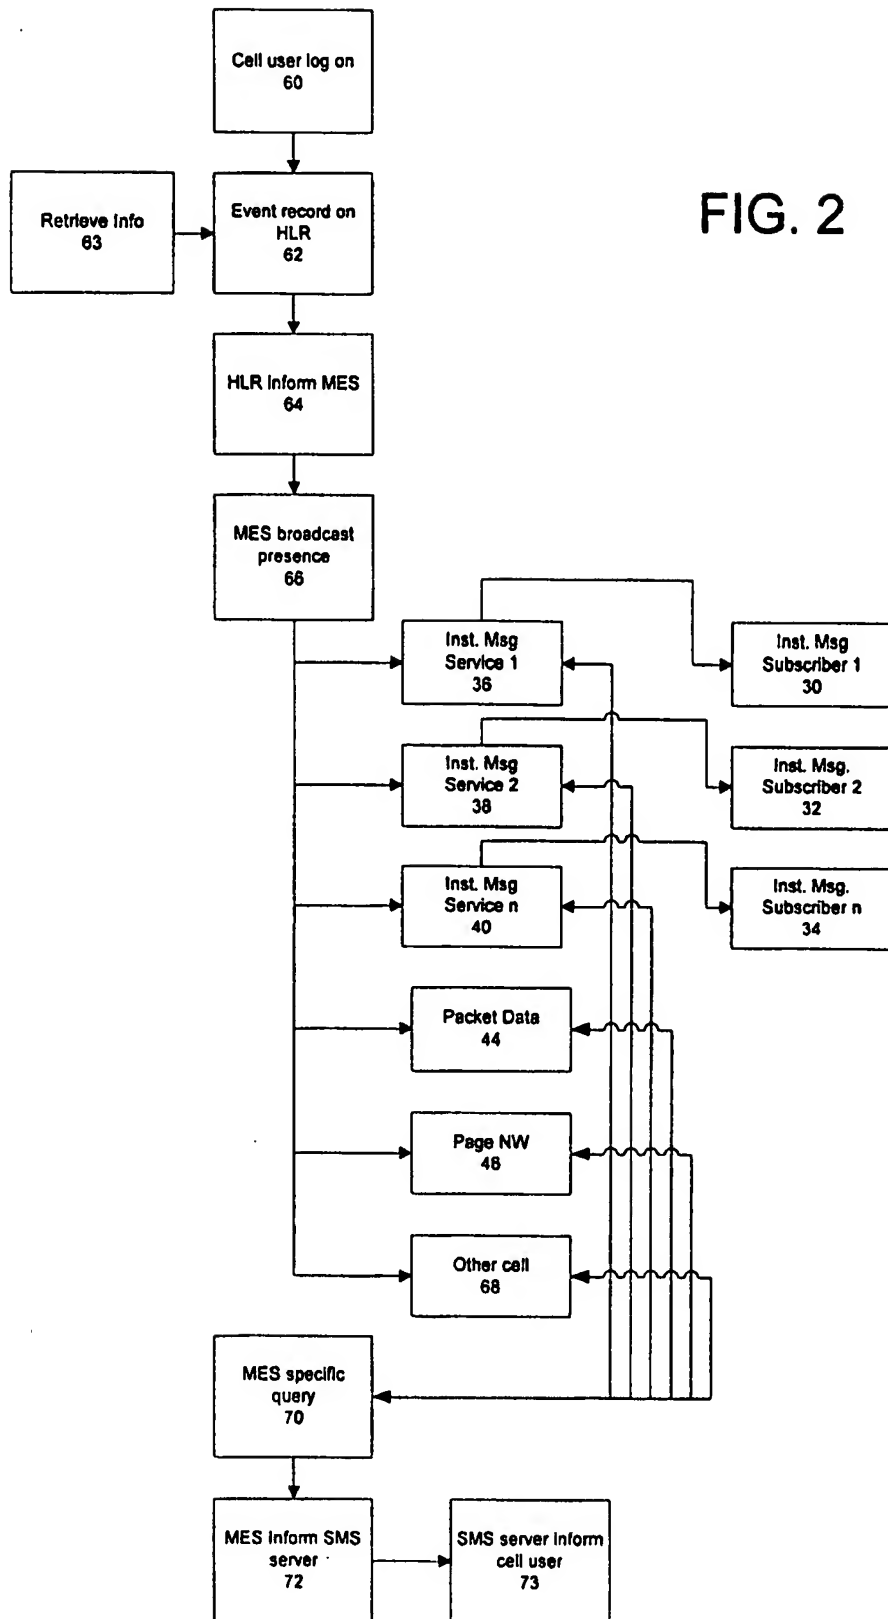 Cell user log on
60
Retrieve Info
63
Event record on
HLR
62
FIG. 2
HLR Inform MES
64
MES broadcast
presence
66
Inst. Msg
Service 1
36
Inst. Msg
Subscriber 1
30
Inst. Msg
Service 2
38
Inst. Msg.
Subscriber 2
32
Inst. Msg
Service n
40
Inst. Msg.
Subscriber n
34
Packet Data
44
Page NW
46
Other cell
68
MES specific
query
70
MES Inform SMS
server
72
SMS server inform
cell user
73